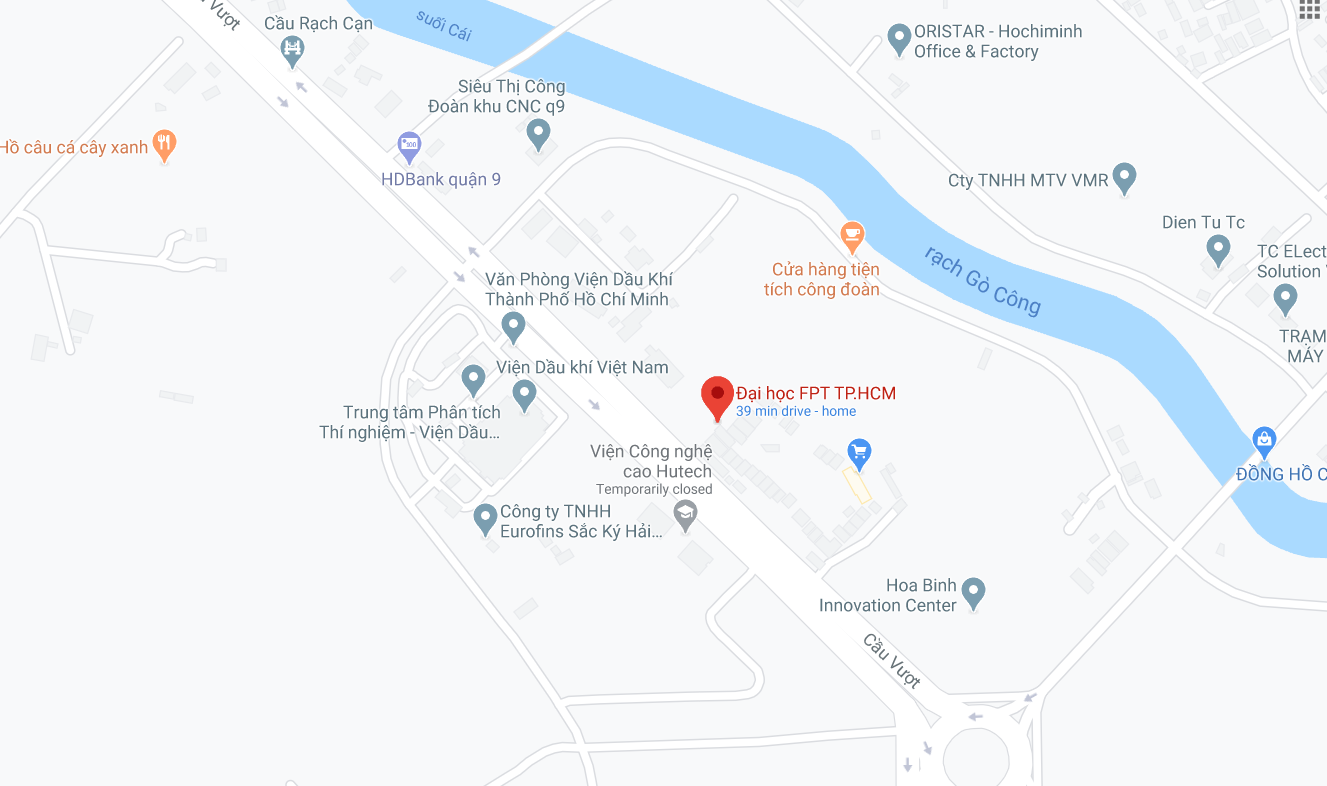 Vượt
Cầu Rạch Cạn
suối Cái
ORISTAR - Hochiminh
Office & Factory
Siêu Thị Công
Đoàn khu CNC q9
Hồ câu cá cây xanh
100
HDBank quận 9
Cty TNHH MTV VMR
Dien Tu Tc
TC ELect
Solution
rạch Gò Công
Cửa hàng tiện
tích công đoàn
Văn Phòng Viện Dầu Khí
Thành Phố Hồ Chí Minh
TRẠM
MÁY
Viện Dầu khí Việt Nam
Đại học FPT TP.HCM
39 min drive - home
Trung tâm Phân tích
Thí nghiệm - Viện Dầu...
Viện Công nghệ
cao Hutech
Temporarily closed
ĐỒNG HỒ C
Công ty TNHH
Eurofins Sắc Ký Hải...
Hoa Binh
Innovation Center
Cầu Vượt